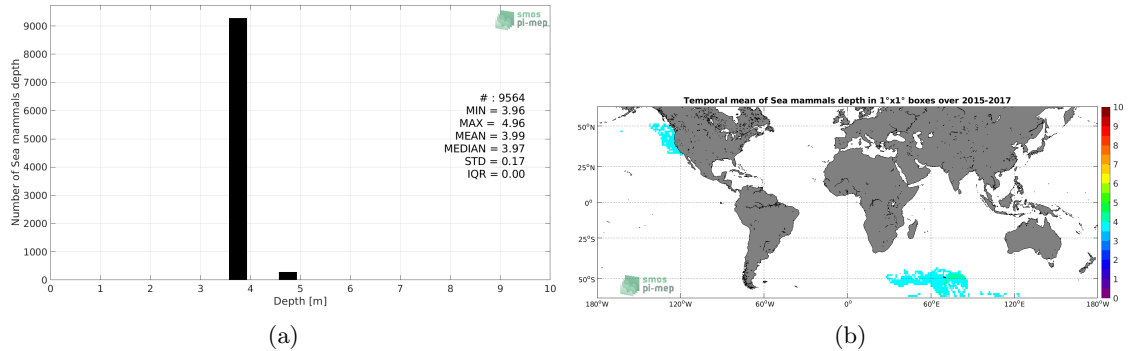 9000
8000
7000
6000
5000
4000
3000
2000
1000
0
Number of Sea mammals depth
smos
pi-mep
# : 9564
MIN = 3.96
MAX = 4.96
MEAN = 3.99
MEDIAN = 3.97
STD = 0.17
IQR = 0.00
0 1 2 3 4 5 6 7 8 9 10
Depth [m]
(a)
Temporal mean of Sea mammals depth in 1°x1° boxes over 2015-2017
50°N
25°N
0°
25°S
50°S
smos
pi-mep
180°W 120°W 60°W 0° 60°E 120°E 180°W
10
9
8
7
6
5
4
3
2
1
0
(b)